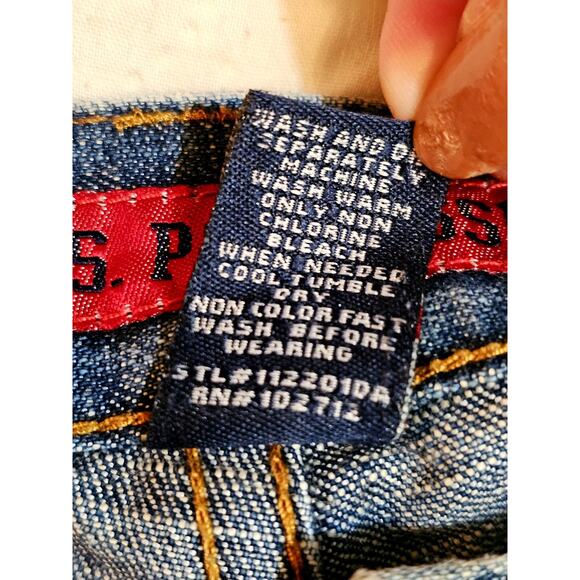 WASH AND DRY
SEPARATELY
MACHINE
WASH WARM
ONLY NON
CHLORINE
BLEACH
WHEN NEEDED
COOL TUMBLE
DRY
NON COLOR FAST
WASH BEFORE
WEARING
STL#112201DA
RN#102712
S. P
SS